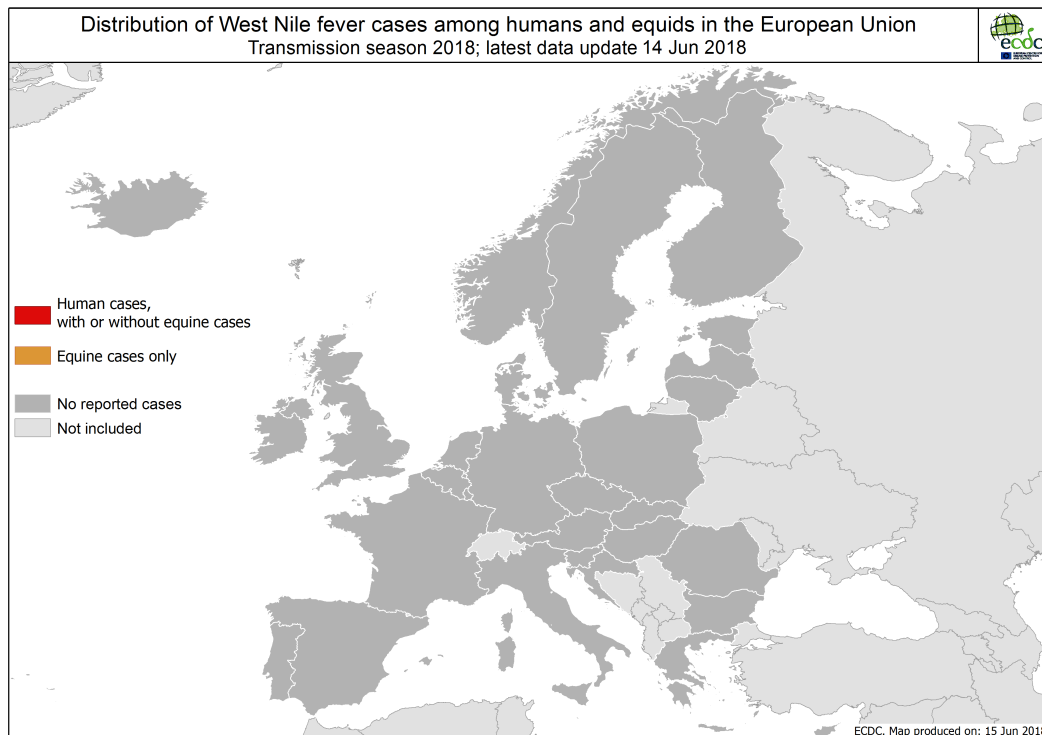 Distribution of West Nile fever cases among humans and equids in the European Union
Transmission season 2018; latest data update 14 Jun 2018
ecdc
Human cases,
with or without equine cases
Equine cases only
No reported cases
Not included
ECDC. Map produced on: 15 Jun 2018